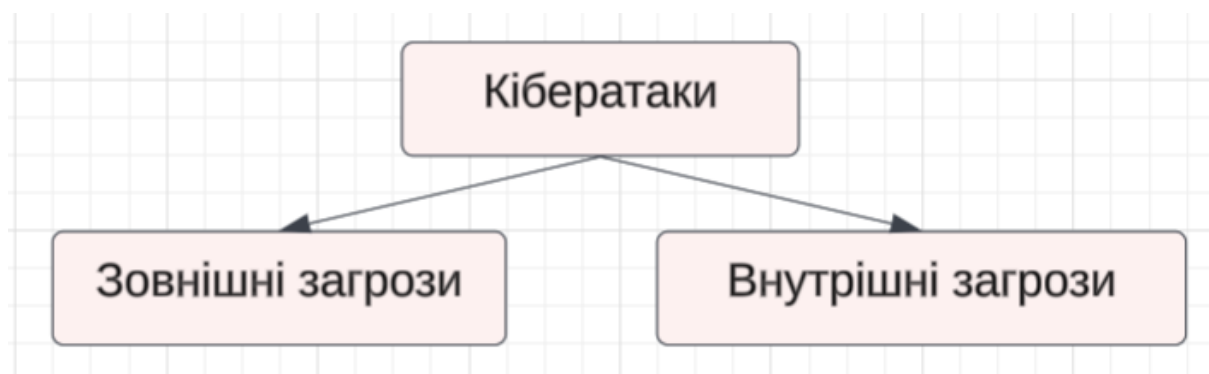 Кібератаки
Зовнішні загрози
Внутрішні загрози